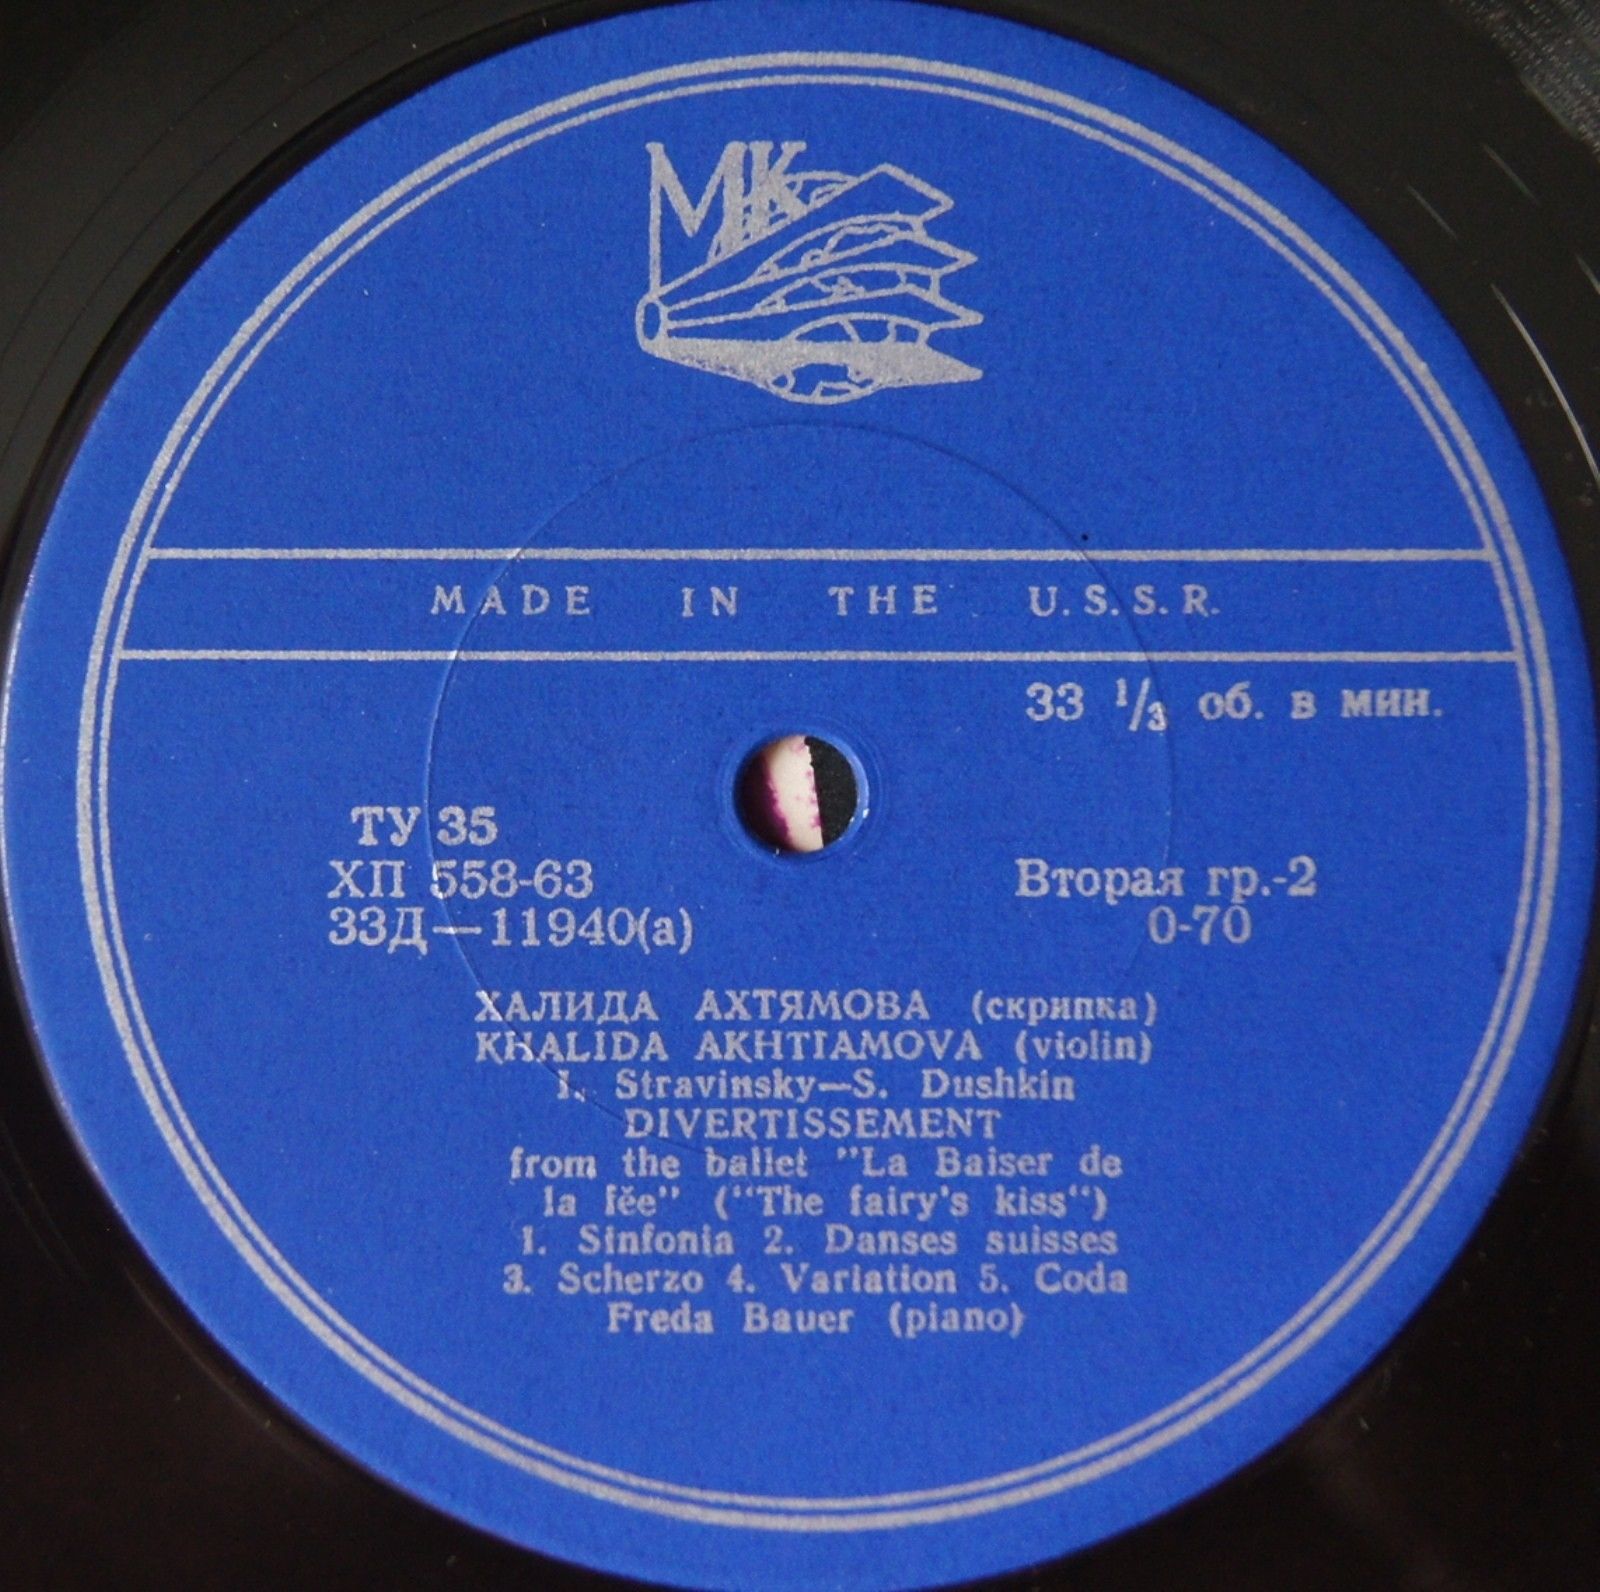 МК
MADE IN THE U.S.S.R.
33 1/3 об. в мин.
ТУ 35
ХП 558-63
33Д—11940(а)
Вторая гр.-2
0-70
ХАЛИДА АХТЯМОВА (скрипка)
KHALIDA AKHTIAMOVA (violin)
I. Stravinsky—S. Dushkin
DIVERTISSEMENT
from the ballet "La Baiser de
la fěe" ("The fairy's kiss")
1. Sinfonia 2. Danses suisses
3. Scherzo 4. Variation 5. Coda
Freda Bauer (piano)